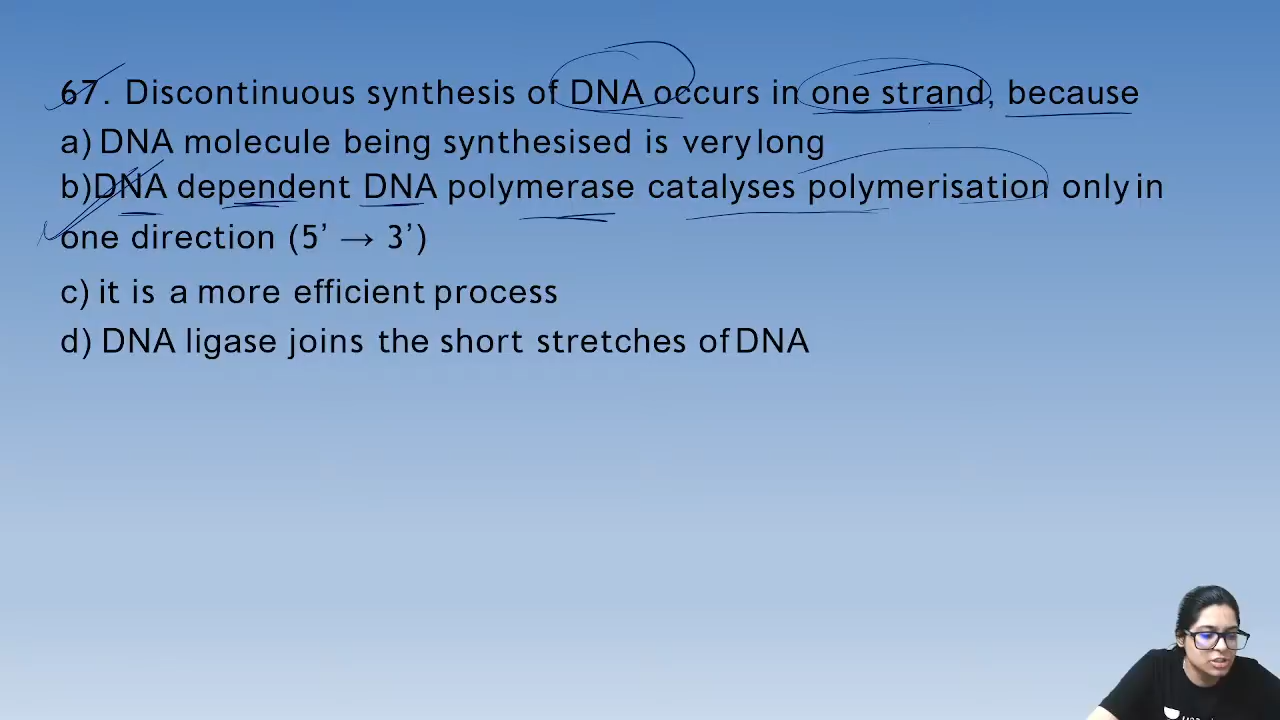 67. Discontinuous synthesis of DNA occurs in one strand, because
a) DNA molecule being synthesised is very long
b) DNA dependent DNA polymerase catalyses polymerisation only in
one direction (5’ → 3’)
c) it is a more efficient process
d) DNA ligase joins the short stretches of DNA